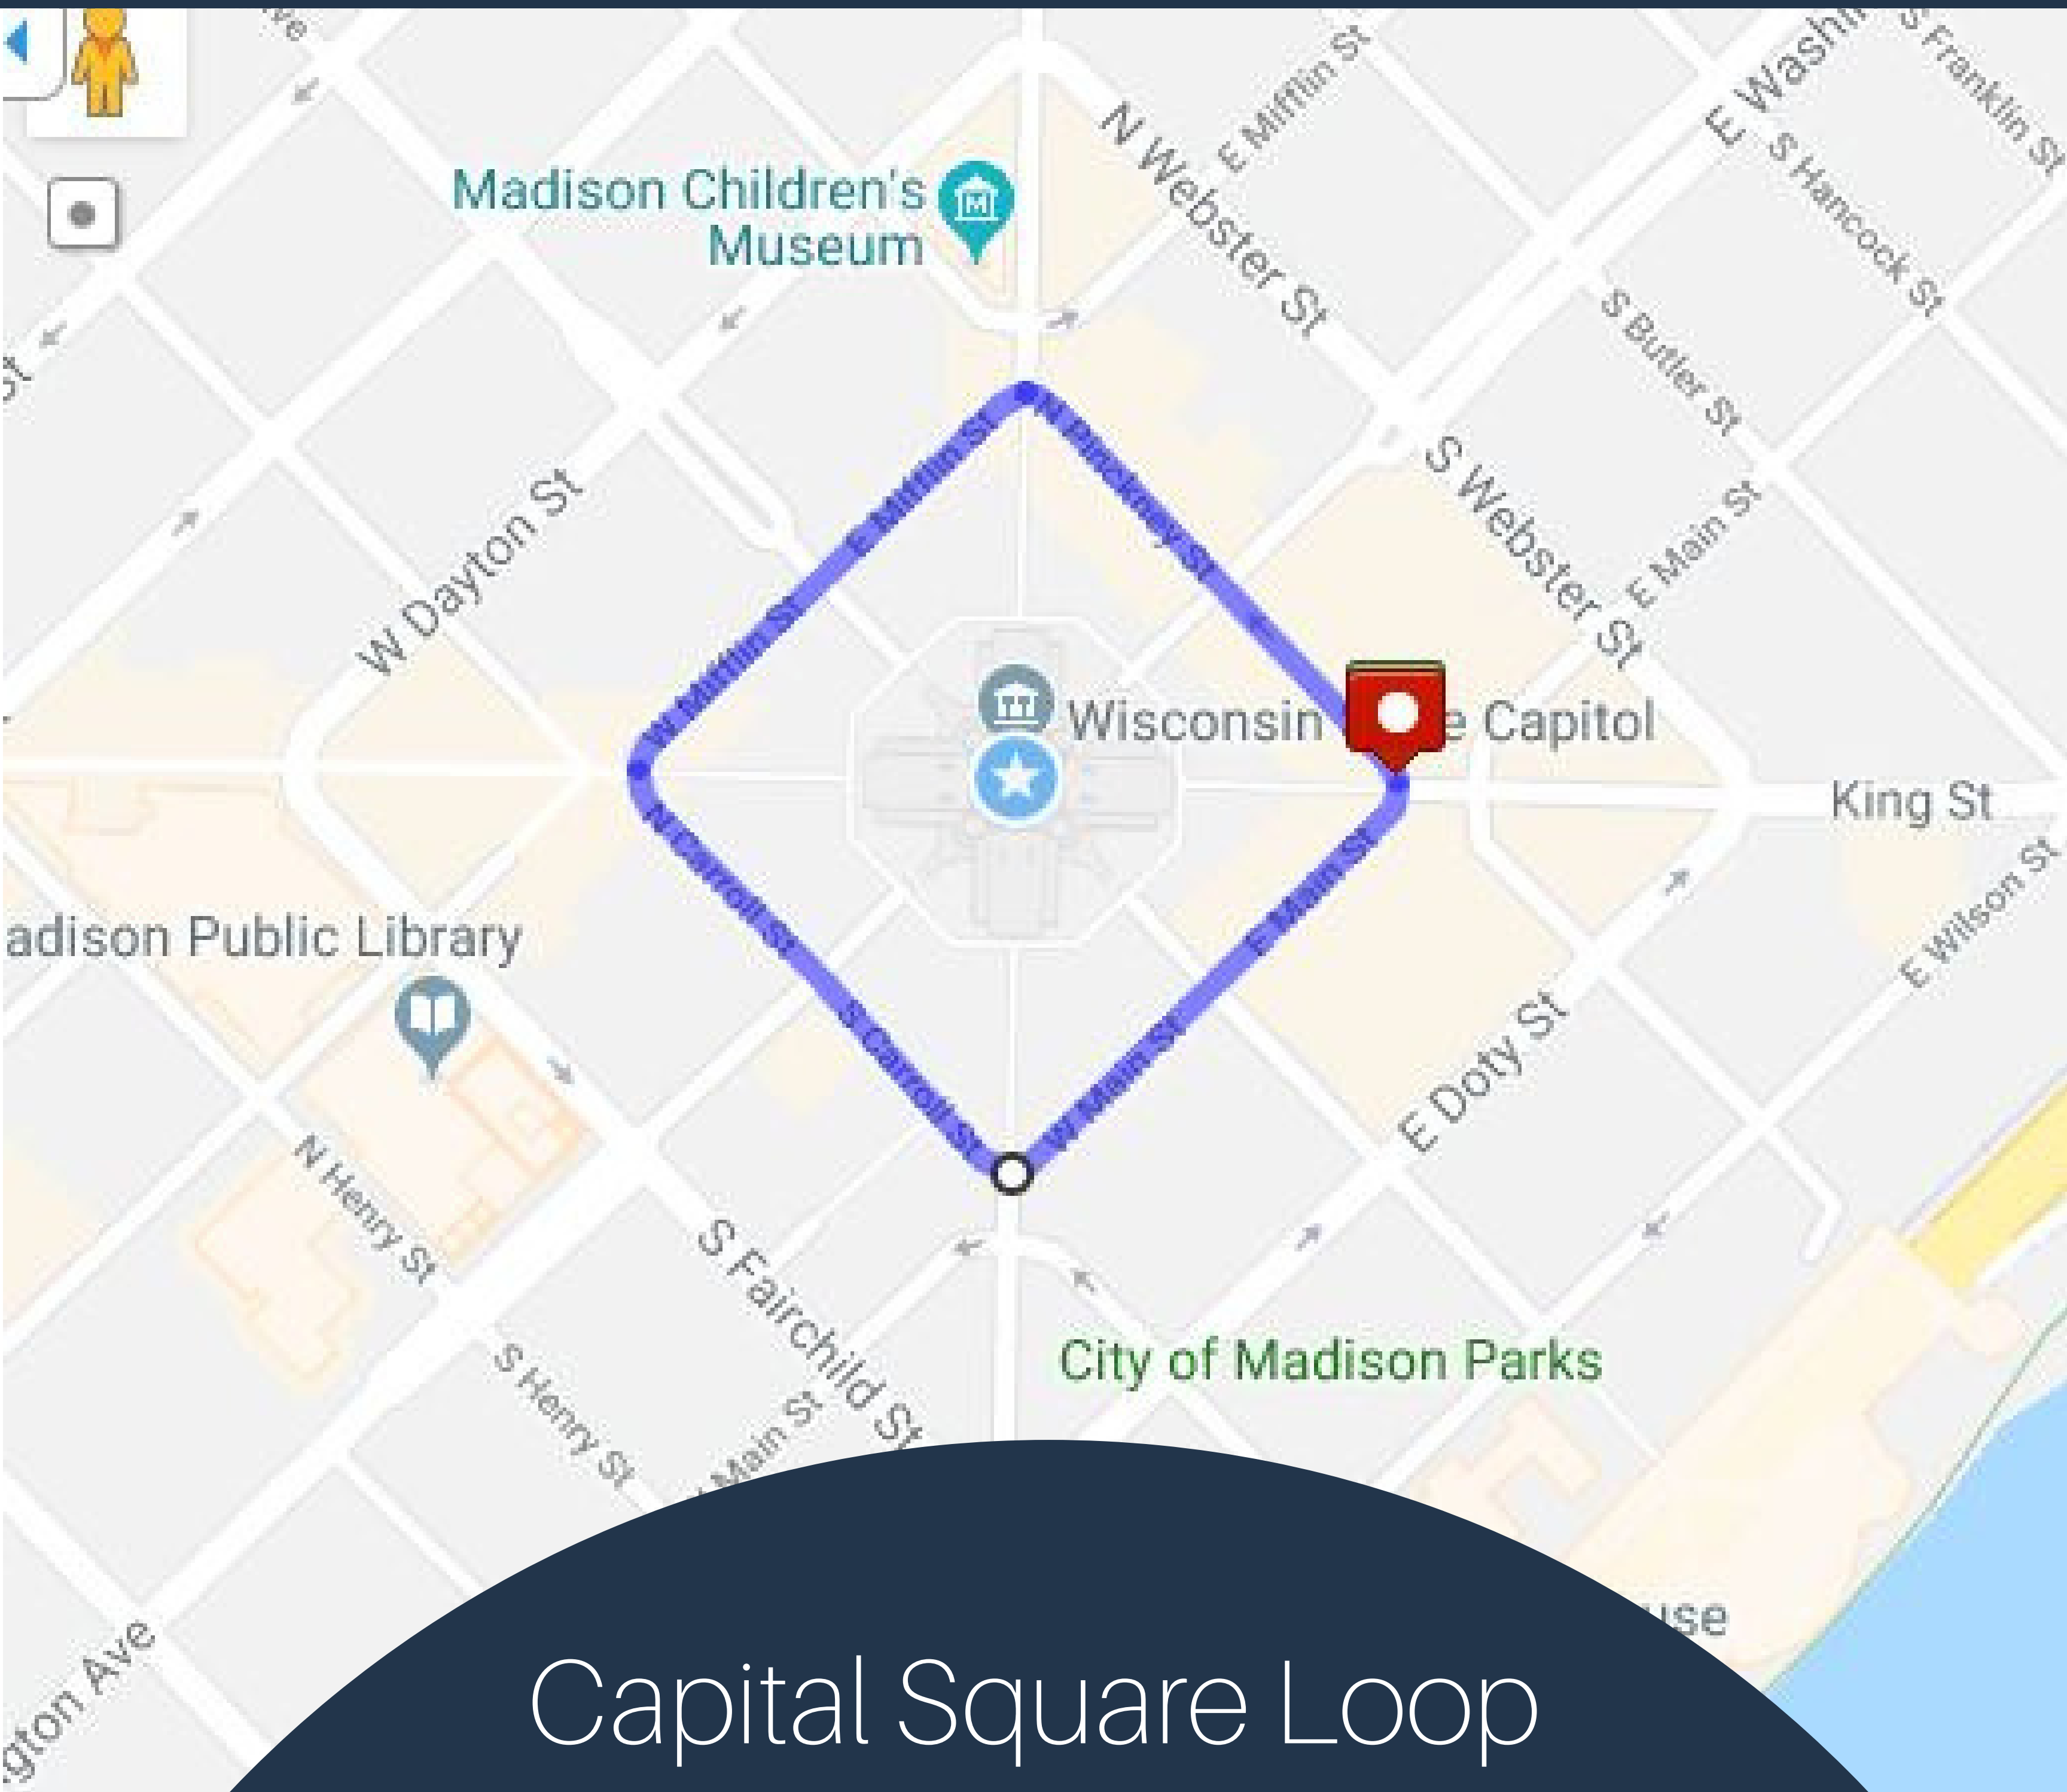 ve
E Washi
S Franklin St
E Mifflin St
N Webster St
S Hancock St
Madison Children's
Museum
S Butler St
St
E Mifflin St
N Pinckney St
W Dayton St
S Webster St
E Main St
W Mifflin St
Wisconsin e Capitol
King St
N Carroll St
E Main St
E Wilson St
adison Public Library
S Carroll St
W Main St
E Doty St
N Henry St
S Fairchild St
City of Madison Parks
S Henry St
Main St
use
gton Ave
Capital Square Loop